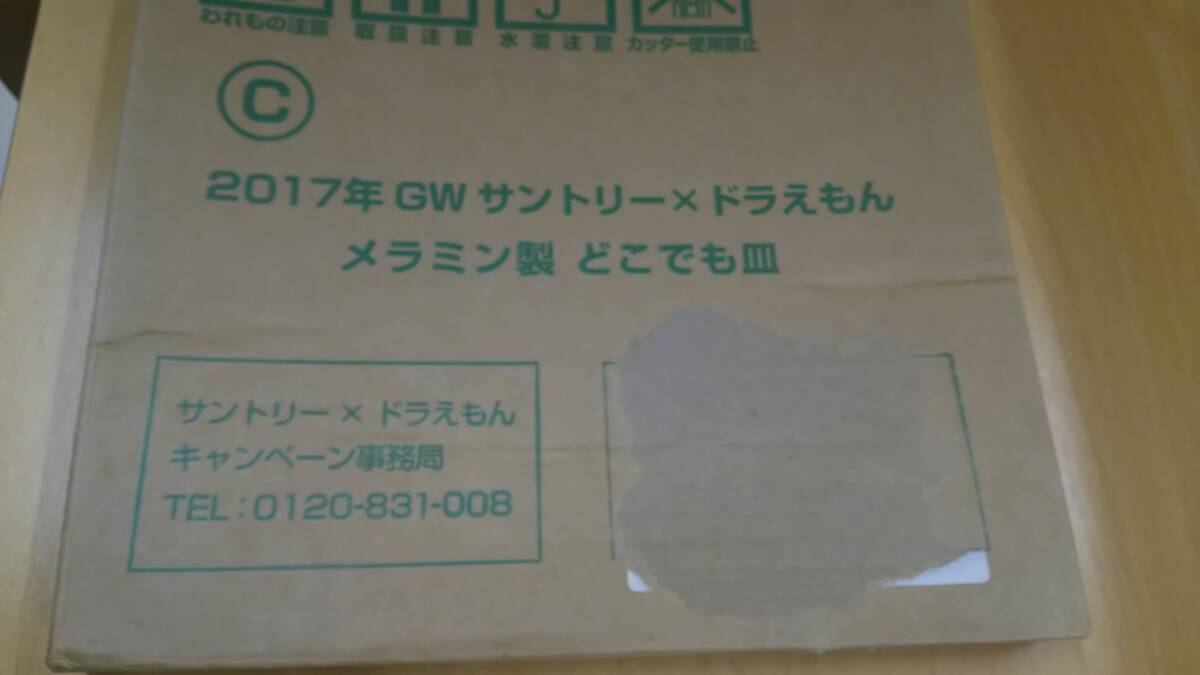 われもの注意 取扱注意 水濡注意 カッター使用禁止
C
2017年 GW サントリー×ドラえもん
メラミン製 どこでも皿
サントリー × ドラえもん
キャンペーン事務局
TEL:0120-831-008